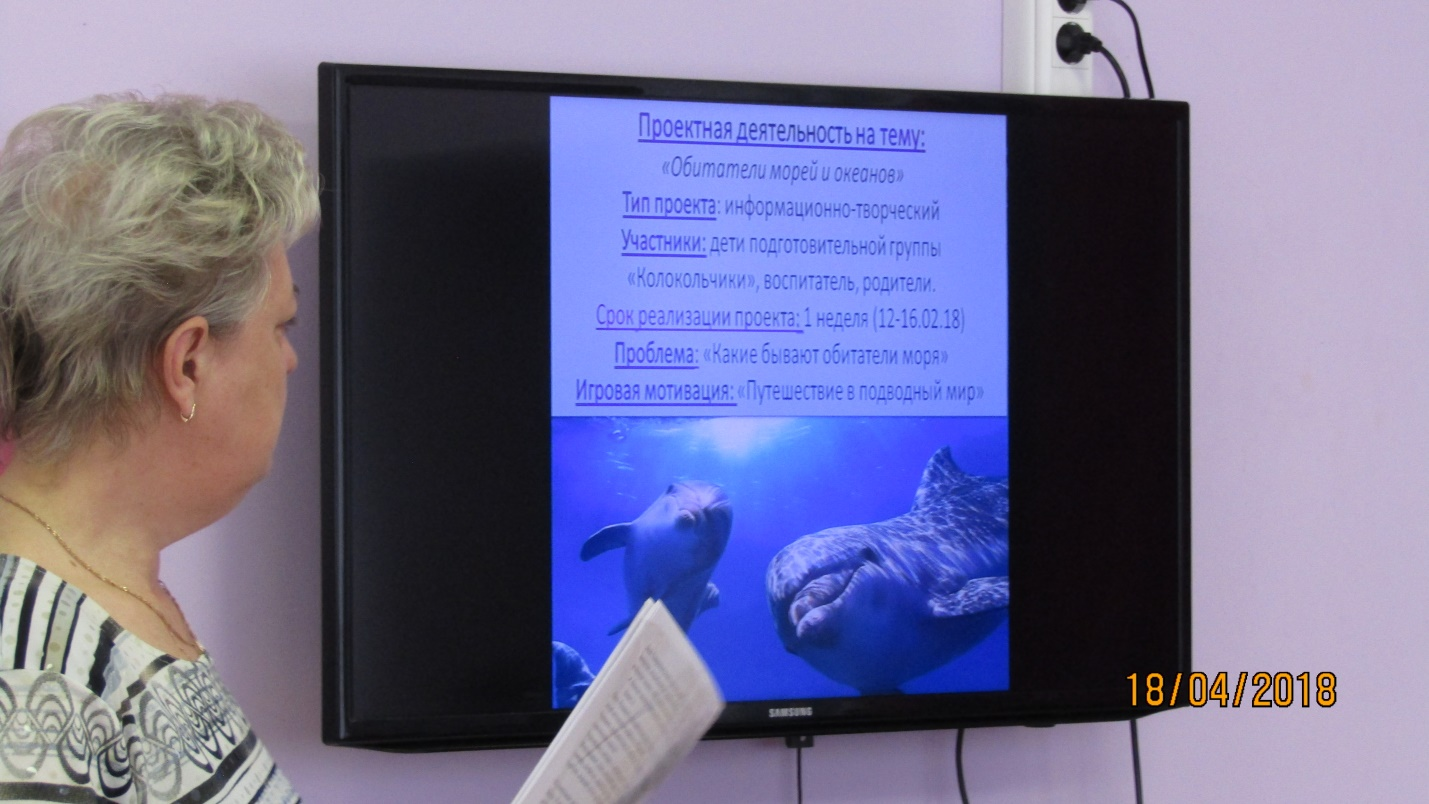 Проектная деятельность на тему:
«Обитатели морей и океанов»
Тип проекта: информационно-творческий
Участники: дети подготовительной группы
«Колокольчики», воспитатель, родители.
Срок реализации проекта: 1 неделя (12-16.02.18)
Проблема: «Какие бывают обитатели моря»
Игровая мотивация: «Путешествие в подводный мир»
SAMSUNG
18/04/2018